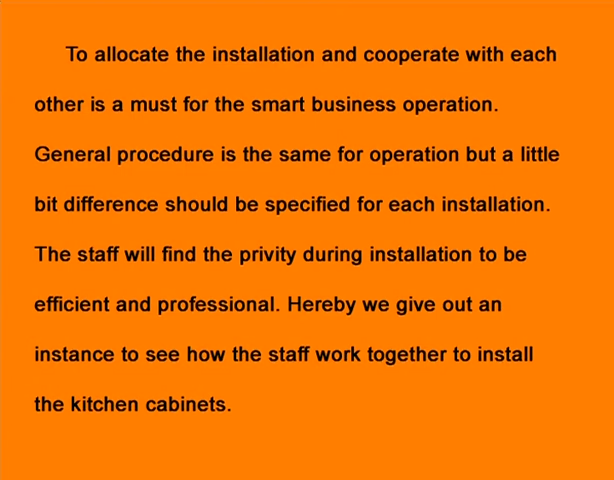 To allocate the installation and cooperate with each
other is a must for the smart business operation.
General procedure is the same for operation but a little
bit difference should be specified for each installation.
The staff will find the privity during installation to be
efficient and professional. Hereby we give out an
instance to see how the staff work together to install
the kitchen cabinets.